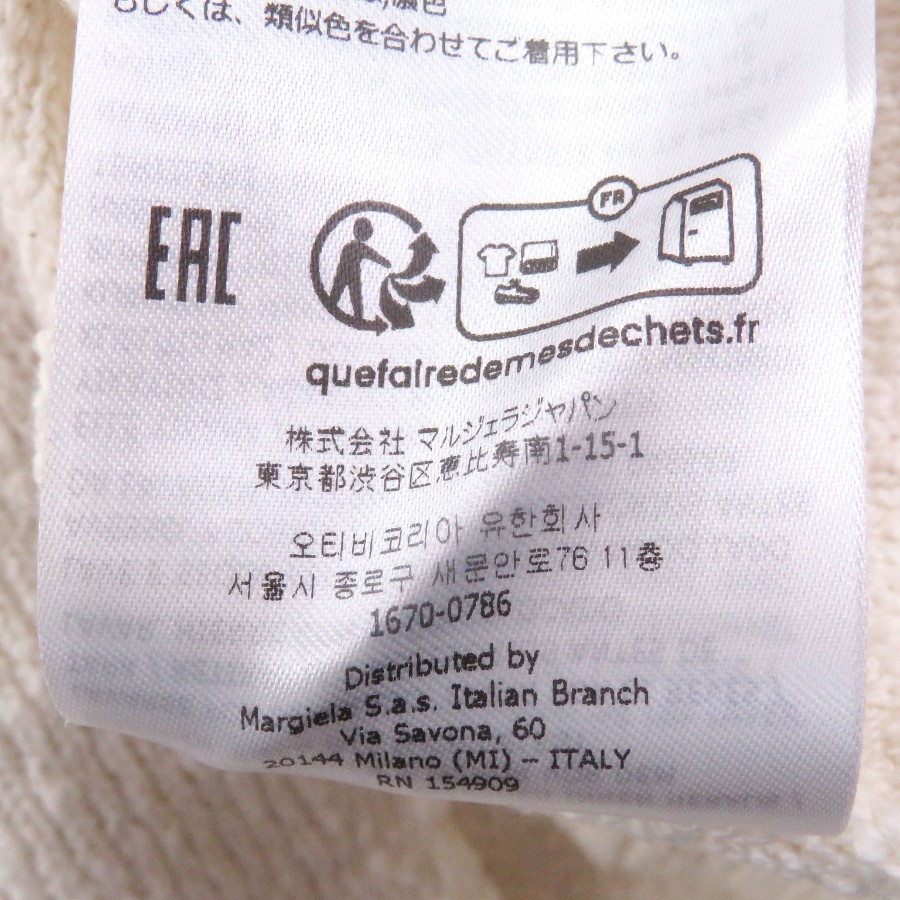 濃色
もしくは、類似色を合わせてご着用下さい。
EAC
FR
quefairedemesdechets.fr
株式会社 マルジェラジャパン
東京都渋谷区恵比寿南1-15-1
오티비코리아 유한회사
서울시 종로구 새문안로76 11층
1670-0786
Distributed by
Margiela S.a.s. Italian Branch
Via Savona, 60
20144 Milano (MI) – ITALY
RN 154909